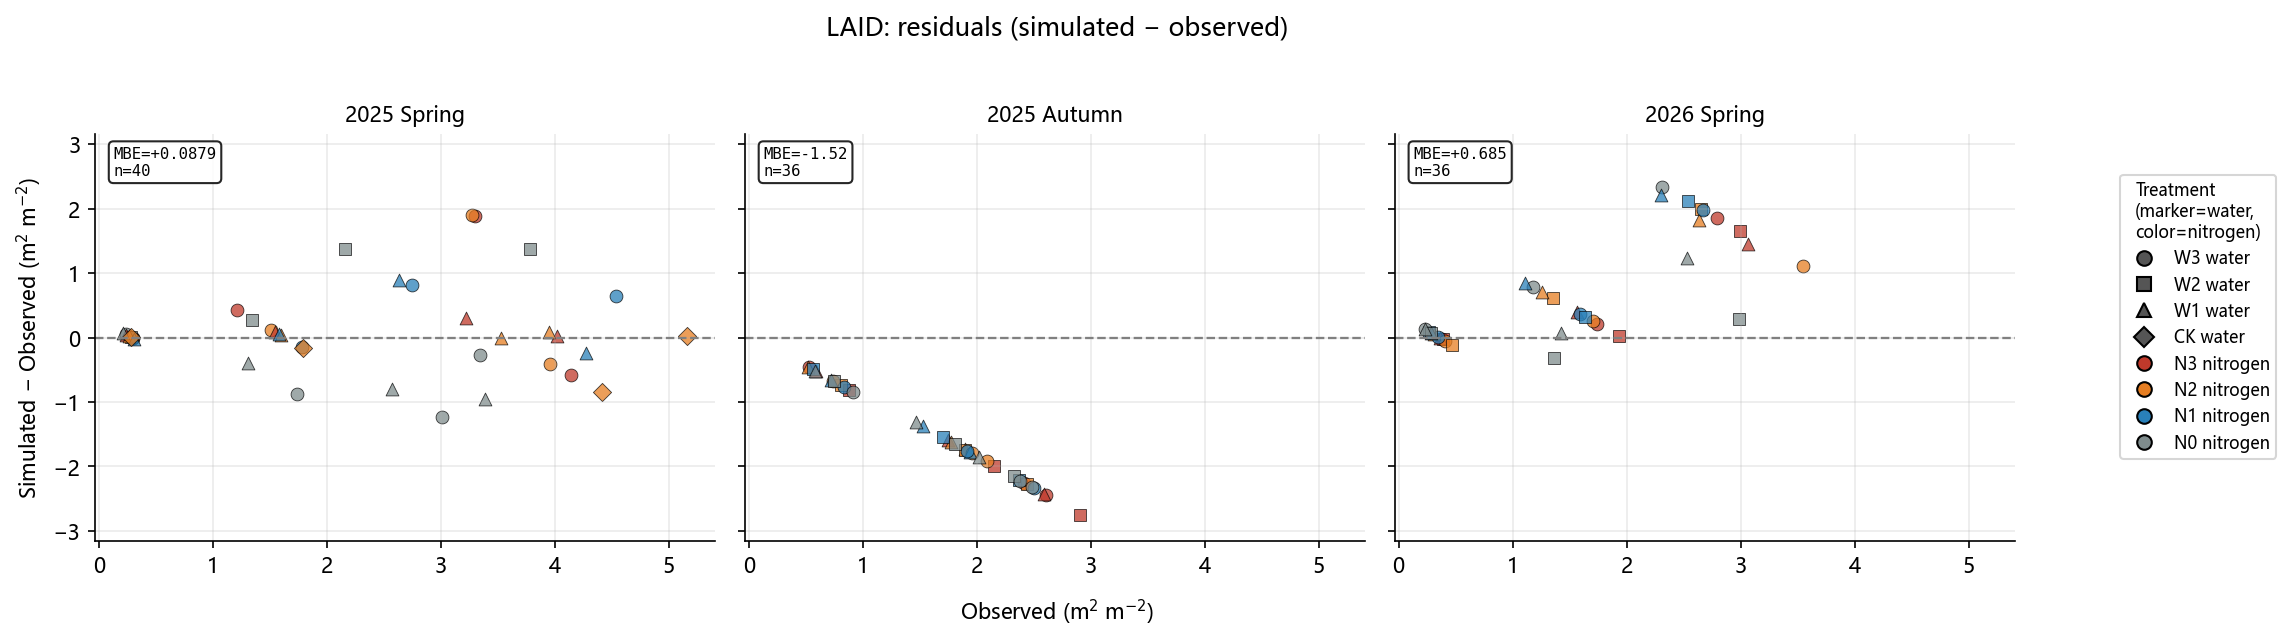 LAID: residuals (simulated − observed)
2025 Spring
2025 Autumn
2026 Spring
Simulated − Observed (m² m⁻²)
3
2
1
0
−1
−2
−3
MBE=+0.0879
n=40
MBE=-1.52
n=36
MBE=+0.685
n=36
0 1 2 3 4 5
0 1 2 3 4 5
0 1 2 3 4 5
Observed (m² m⁻²)
Treatment
(marker=water,
color=nitrogen)
W3 water
W2 water
W1 water
CK water
N3 nitrogen
N2 nitrogen
N1 nitrogen
N0 nitrogen